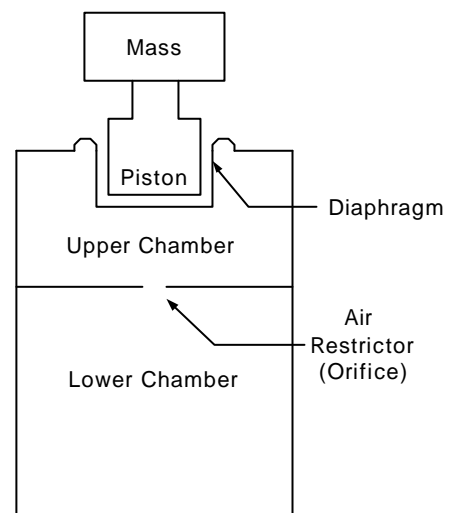 Mass
Piston
Diaphragm
Upper Chamber
Air
Restrictor
(Orifice)
Lower Chamber